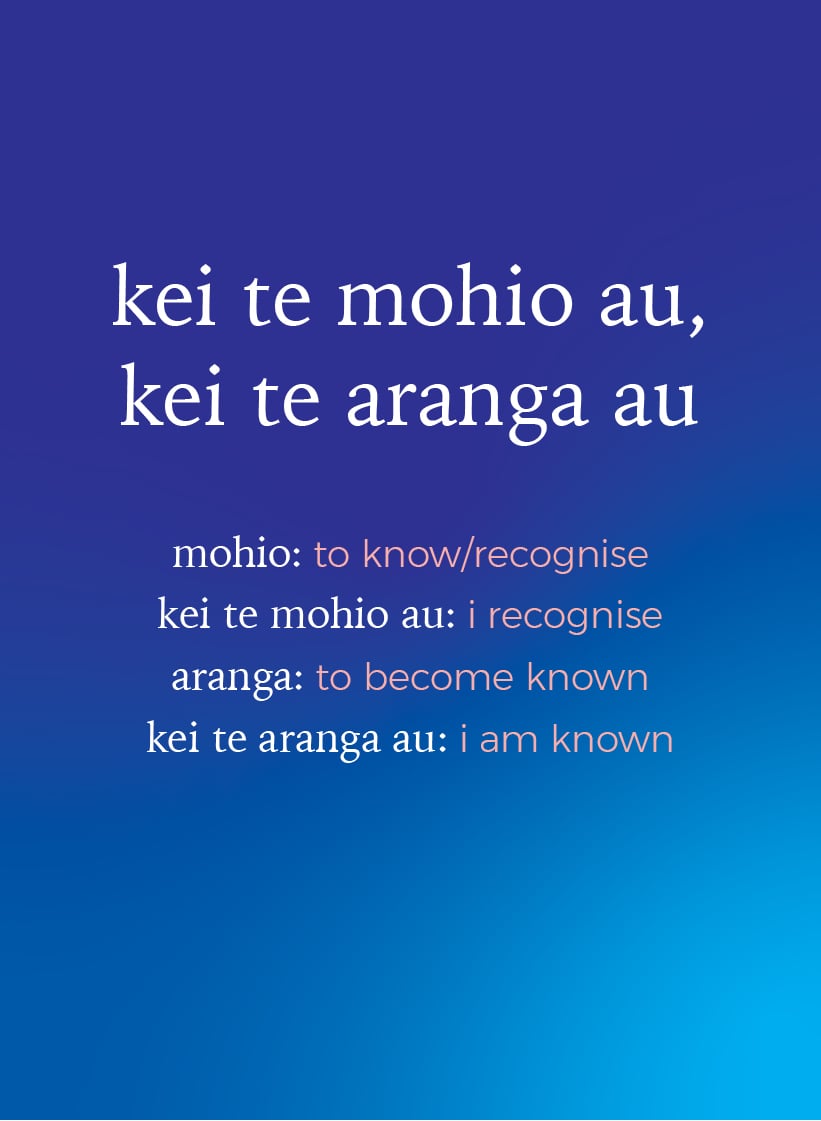 kei te mohio au,
kei te aranga au
mohio: to know/recognise
kei te mohio au: i recognise
aranga: to become known
kei te aranga au: i am known